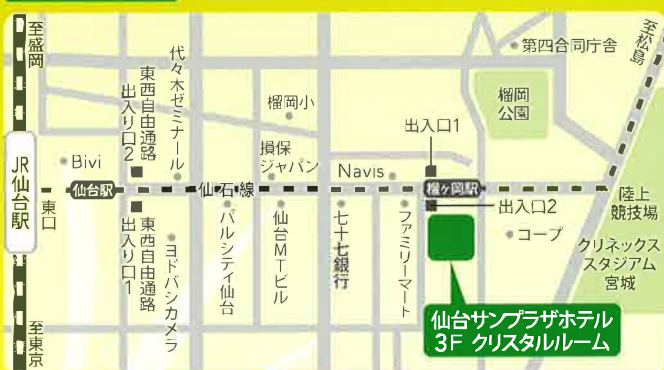 至盛岡
JR仙台駅
東口
至東京
Bivi
仙台駅
東西自由通路
出入り口2
東西自由通路
出入り口1
代々木ゼミナール
ヨドバシカメラ
仙石線
パルシティ仙台
榴岡小
損保
ジャパン
仙台MTビル
七十七銀行
Navis
ファミリーマート
出入口1
榴ヶ岡駅
出入口2
コープ
第四合同庁舎
榴岡
公園
至松島
陸上
競技場
クリネックス
スタジアム
宮城
仙台サンプラザホテル
3F クリスタルルーム